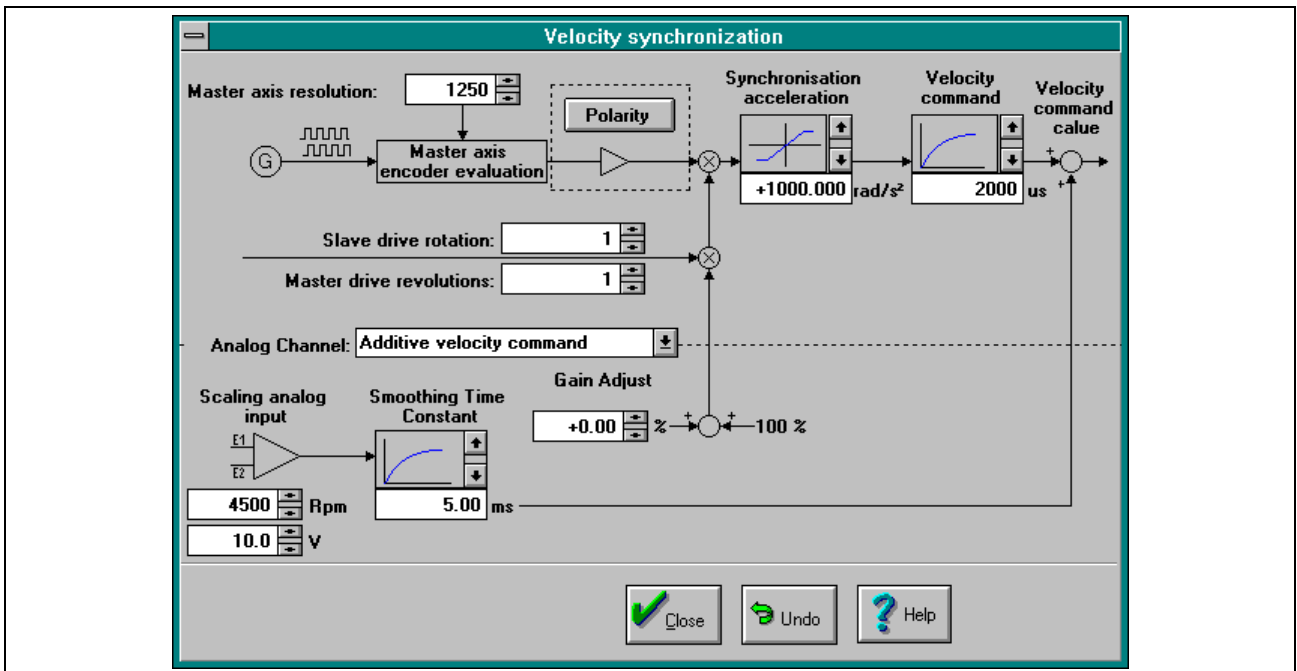 Velocity synchronization
Master axis resolution:
1250
Polarity
Synchronisation
acceleration
Velocity
command
Velocity
command
calue
G
Master axis
encoder evaluation
+1000.000 rad/s²
2000 us
+
+
Slave drive rotation:
1
Master drive revolutions:
1
Analog Channel:
Additive velocity command
Scaling analog
input
Smoothing Time
Constant
Gain Adjust
+0.00 %
+
+
100 %
E1
E2
4500 Rpm
5.00 ms
10.0 V
Close
Undo
? Help